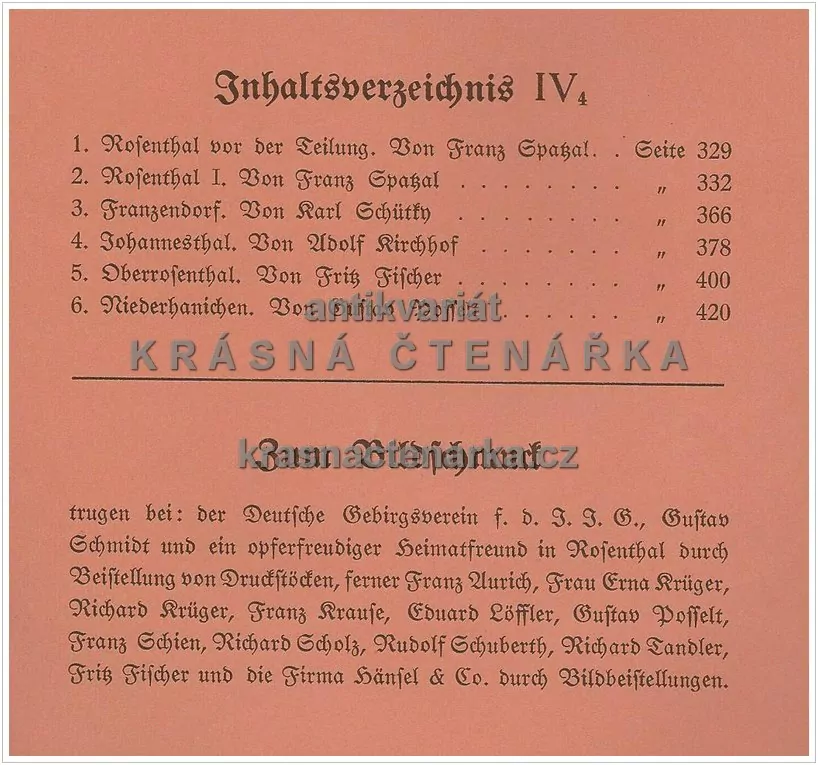 Inhaltsverzeichnis IV₄
1. Rosenthal vor der Teilung. Von Franz Spatzal. . Seite 329
2. Rosenthal I. Von Franz Spatzal . . . . . . . . „ 332
3. Franzendorf. Von Karl Schütky . . . . . . . . „ 366
4. Johannesthal. Von Adolf Kirchhof . . . . . . . „ 378
5. Oberrosenthal. Von Fritz Fischer . . . . . . . . „ 400
6. Niederhanichen. Von . . . . . . „ 420
antikvariát
KRÁSNÁ ČTENÁŘKA
Zum Bildschmuck
krasnactenarka.cz
trugen bei: der Deutsche Gebirgsverein f. d. J. J. G., Gustav
Schmidt und ein opferfreudiger Heimatfreund in Rosenthal durch
Beistellung von Druckstöcken, ferner Franz Aurich, Frau Erna Krüger,
Richard Krüger, Franz Krause, Eduard Löffler, Gustav Posselt,
Franz Schien, Richard Scholz, Rudolf Schuberth, Richard Tandler,
Fritz Fischer und die Firma Hänsel & Co. durch Bildbeistellungen.